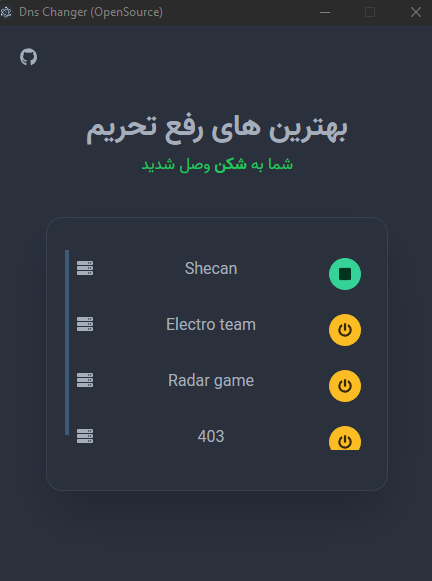 Dns Changer (OpenSource)
بهترین های رفع تحریم
شما به شکن وصل شدید
Shecan
Electro team
Radar game
403